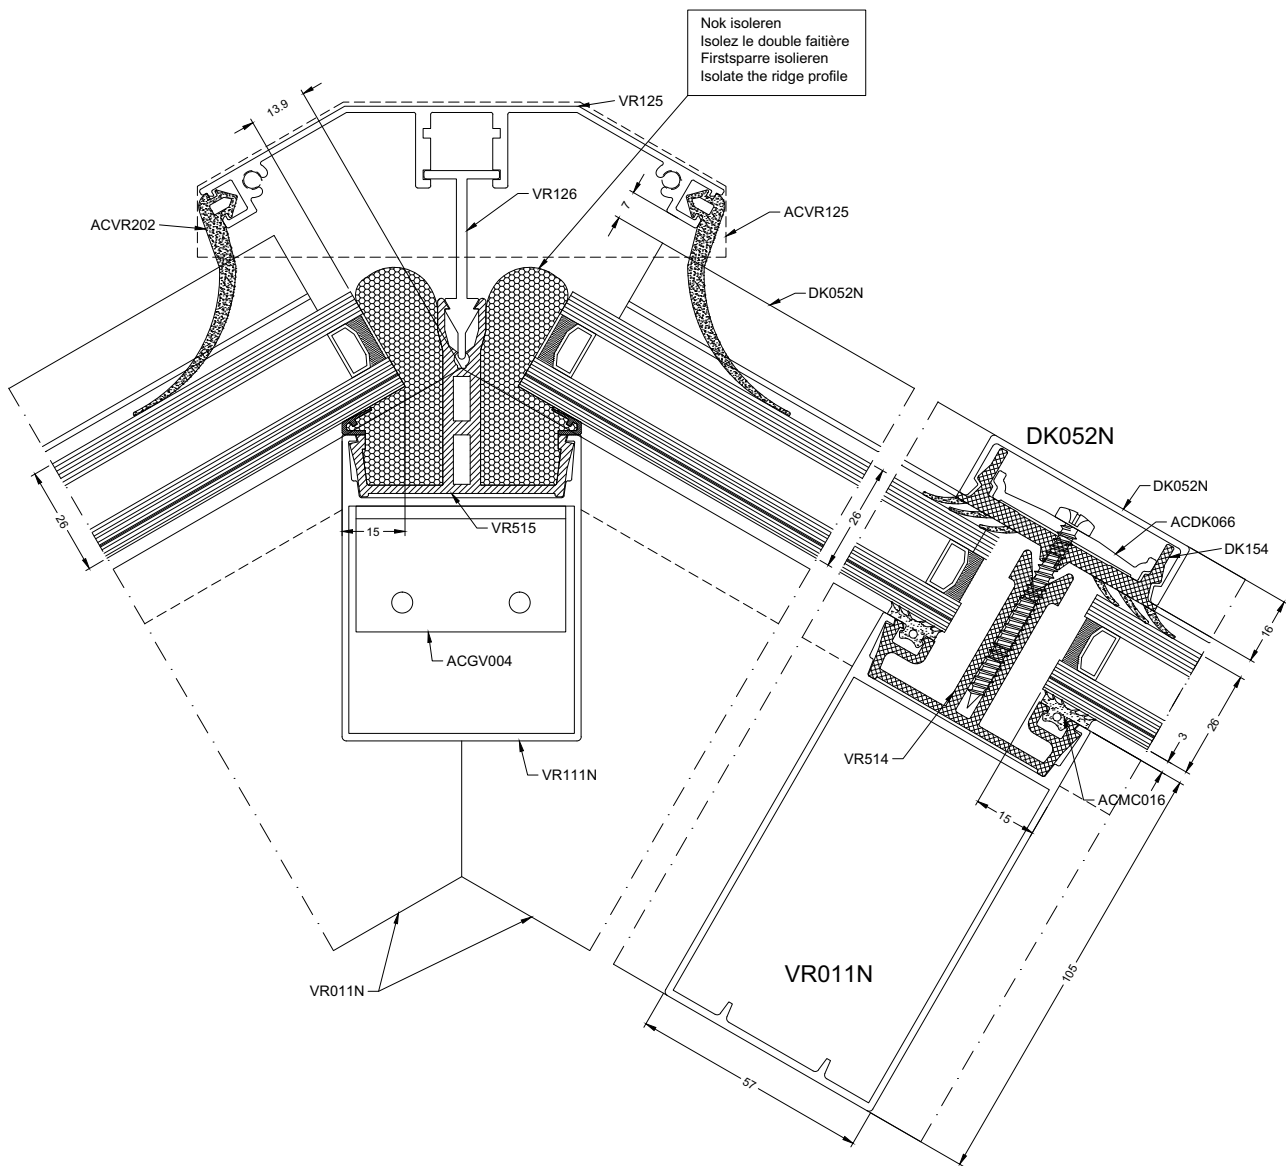 Nok isoleren
Isolez le double faitière
Firstsparre isolieren
Isolate the ridge profile
13.9
VR125
VR126
7
ACVR202
ACVR125
DK052N
DK052N
DK052N
ACDK066
DK154
26
15
VR515
26
16
ACGV004
VR514
3
26
VR111N
ACMC016
15
VR011N
VR011N
105
57